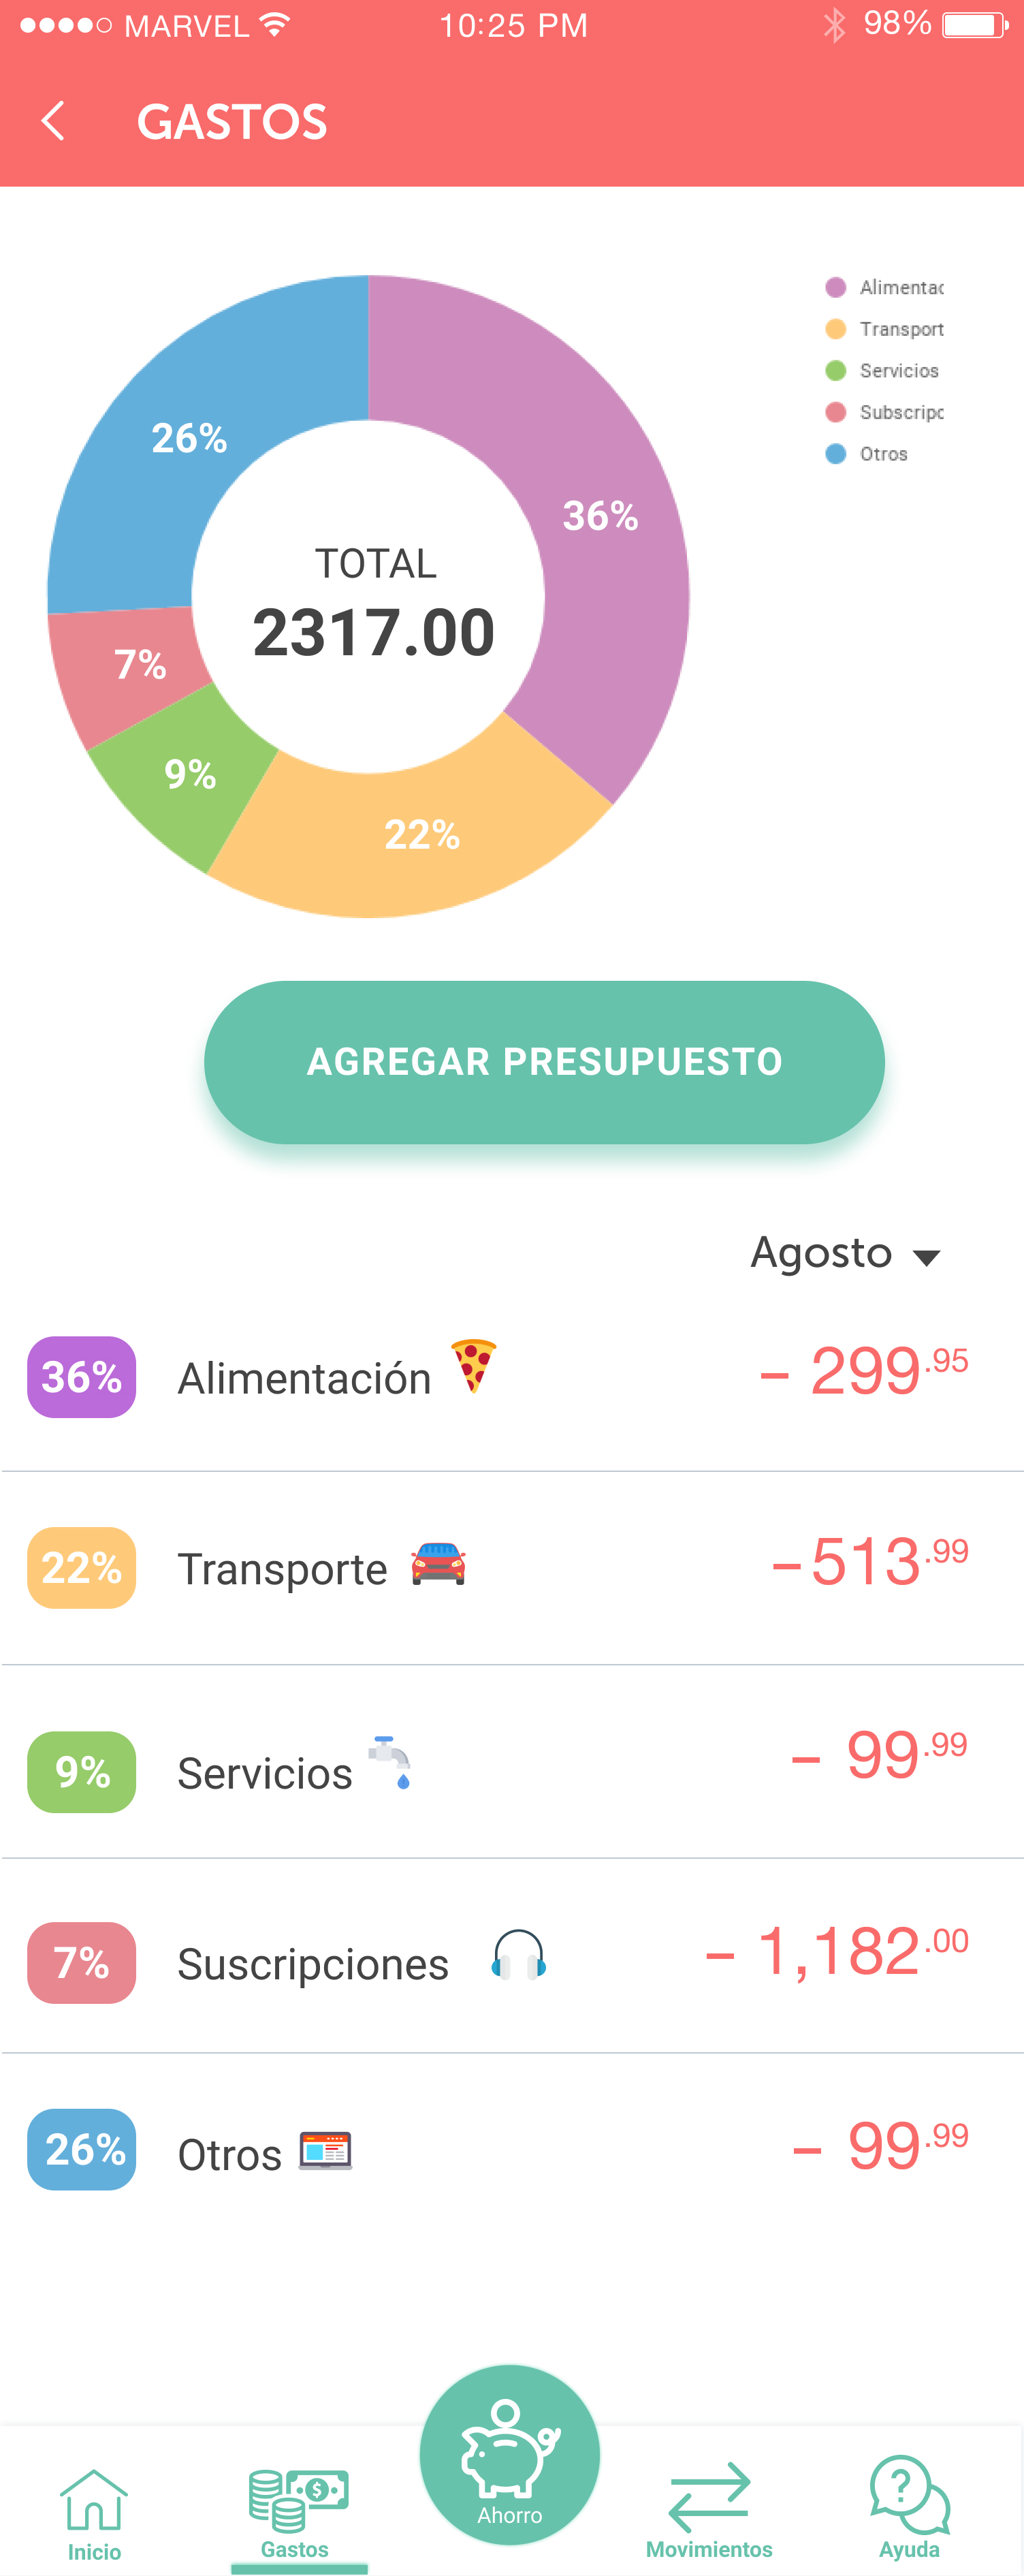 MARVEL 10:25 PM 98%
GASTOS
Alimentac
Transport
Servicios
Subscripc
Otros
26%
36%
TOTAL
2317.00
7%
9%
22%
AGREGAR PRESUPUESTO
Agosto
36% Alimentación - 299.95
22% Transporte -513.99
9% Servicios - 99.99
7% Suscripciones - 1,182.00
26% Otros - 99.99
Inicio Gastos Ahorro Movimientos Ayuda